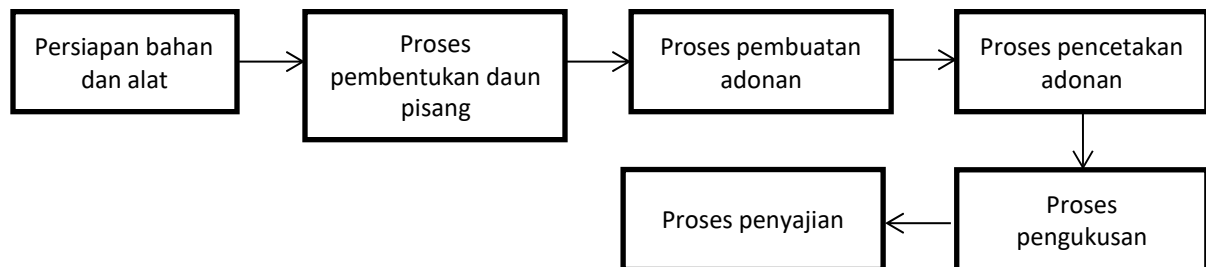 Persiapan bahan
dan alat
Proses
pembentukan daun
pisang
Proses pembuatan
adonan
Proses pencetakan
adonan
Proses
pengukusan
Proses penyajian